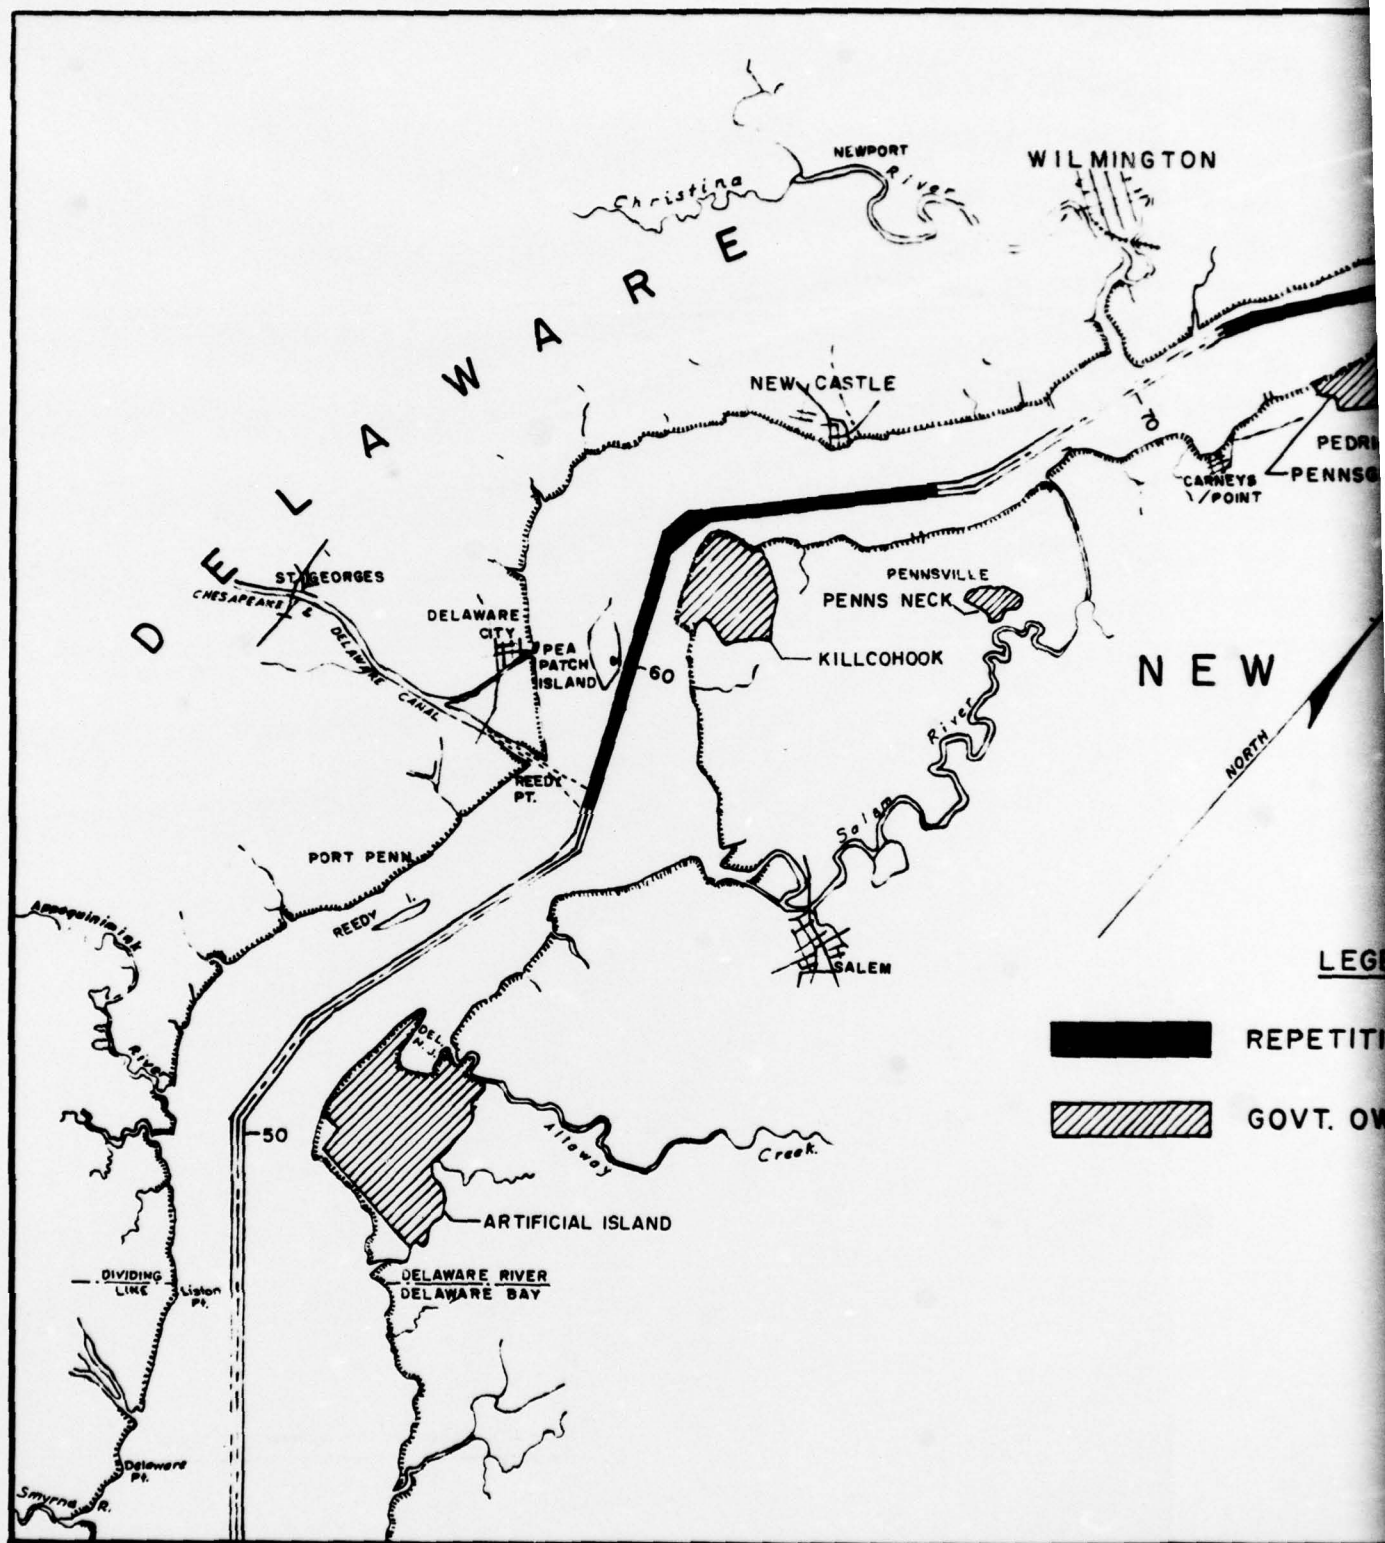 NEWPORT
WILMINGTON
Christina River
DELAWARE
NEW CASTLE
70
PEDRI
PENNSG
CARNEYS
POINT
ST. GEORGES
CHESAPEAKE & DELAWARE CANAL
DELAWARE
CITY
PEA
PATCH
ISLAND
60
PENNSVILLE
PENNS NECK
KILLCOHOOK
NEW
NORTH
Salem River
REEDY
PT.
PORT PENN
REEDY
I.
Appoquinimink
River
SALEM
LEGE
REPETITI
GOVT. OW
DEL.
N.J.
50
Alloway Creek.
ARTIFICIAL ISLAND
DIVIDING
LINE
Liston
Pt.
DELAWARE RIVER
DELAWARE BAY
Delaware
Pt.
Smyrna R.